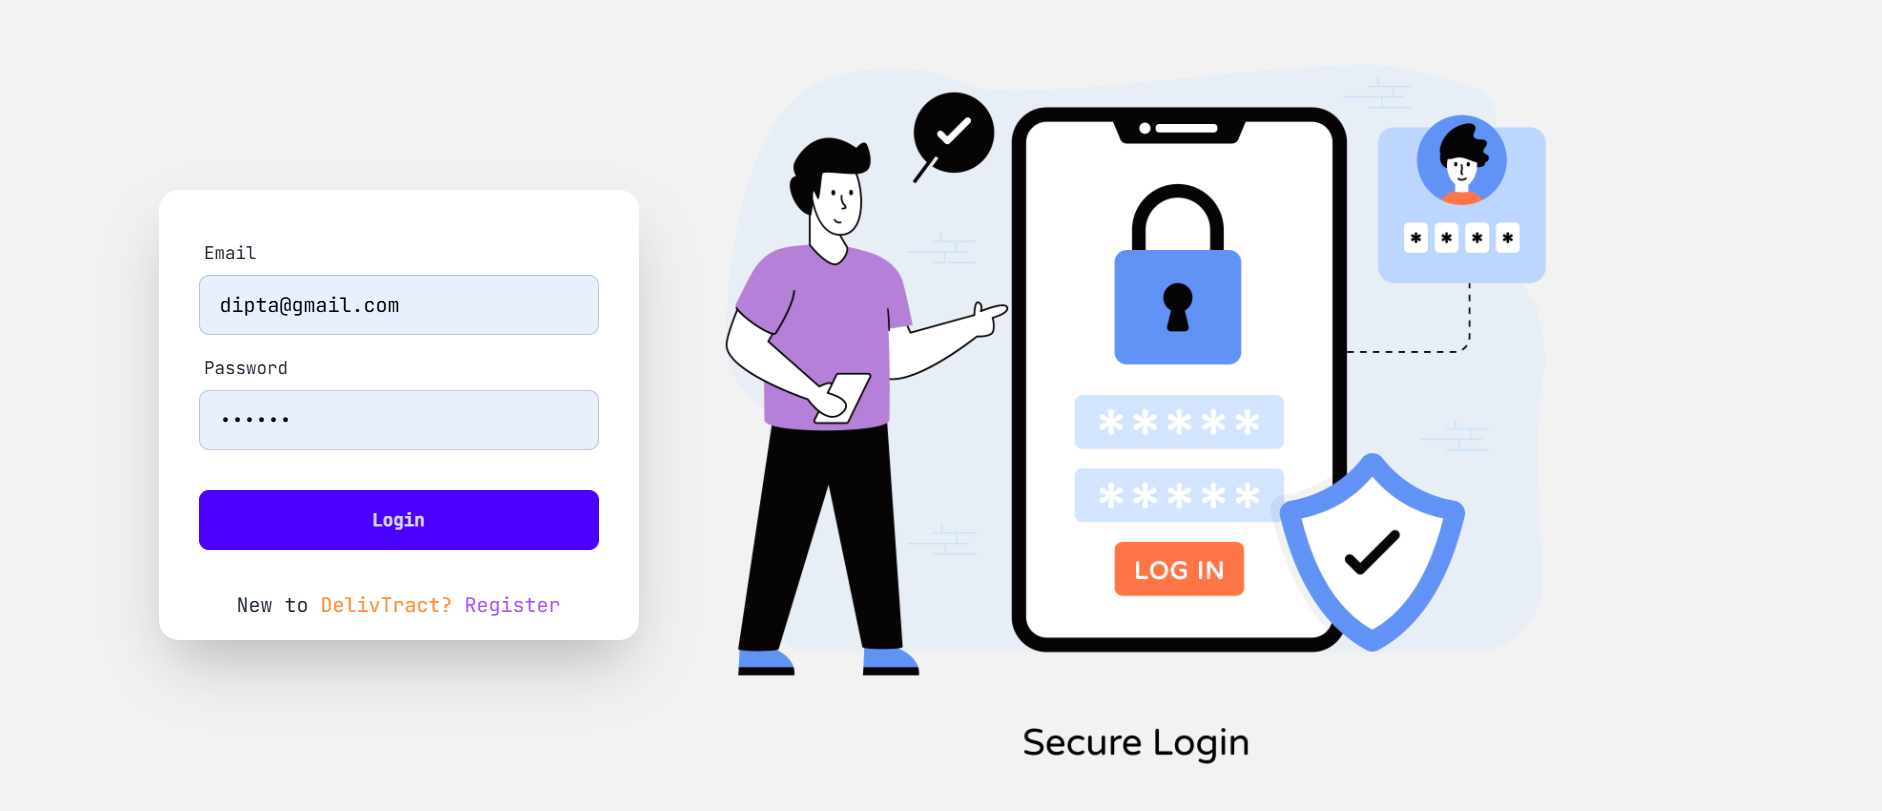 Email
dipta@gmail.com
Password
••••••
Login
New to DelivTract? Register
* * * *
*****
*****
LOG IN
Secure Login